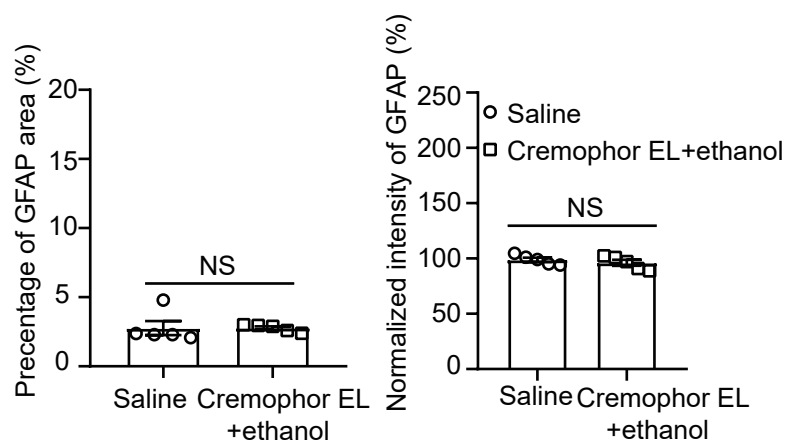 Precentage of GFAP area (%)
20
15
10
5
0
NS
Saline
Cremophor EL
+ethanol
Normalized intensity of GFAP (%)
250
200
150
100
50
0
Saline
Cremophor EL+ethanol
NS
Saline
Cremophor EL
+ethanol